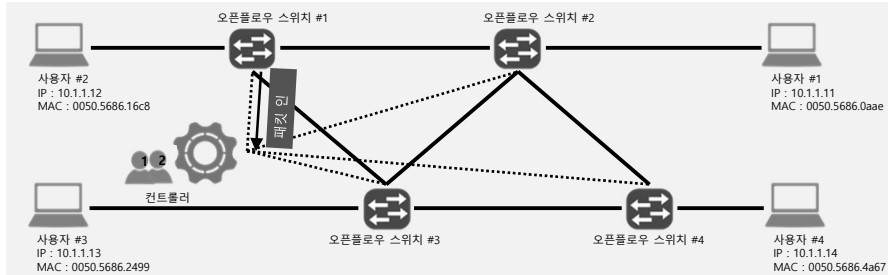 오픈플로우 스위치 #1
오픈플로우 스위치 #2
사용자 #2
IP : 10.1.1.12
MAC : 0050.5686.16c8
사용자 #1
IP : 10.1.1.11
MAC : 0050.5686.0aae
패킷 인
1 2
컨트롤러
사용자 #3
IP : 10.1.1.13
MAC : 0050.5686.2499
오픈플로우 스위치 #3
오픈플로우 스위치 #4
사용자 #4
IP : 10.1.1.14
MAC : 0050.5686.4a67